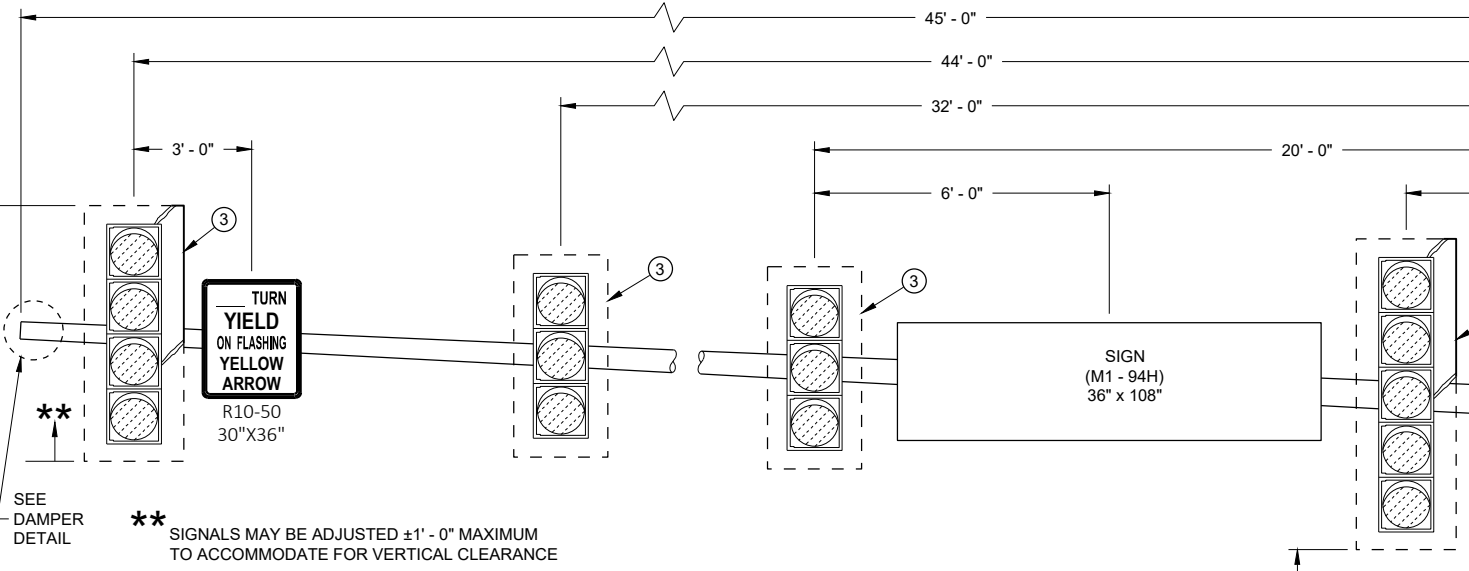 45' - 0"
44' - 0"
32' - 0"
3' - 0"
20' - 0"
6' - 0"
3
3
3
___ TURN
YIELD
ON FLASHING
YELLOW
ARROW
R10-50
30"X36"
SIGN
(M1 - 94H)
36" x 108"
**
SEE
DAMPER
DETAIL
** SIGNALS MAY BE ADJUSTED ±1' - 0" MAXIMUM
TO ACCOMMODATE FOR VERTICAL CLEARANCE